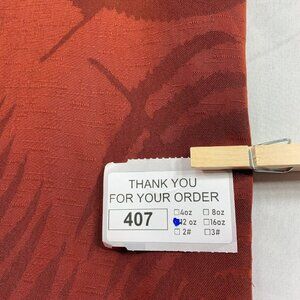 THANK YOU
FOR YOUR ORDER
407
4oz 8oz
12 oz 16oz
2# 3#